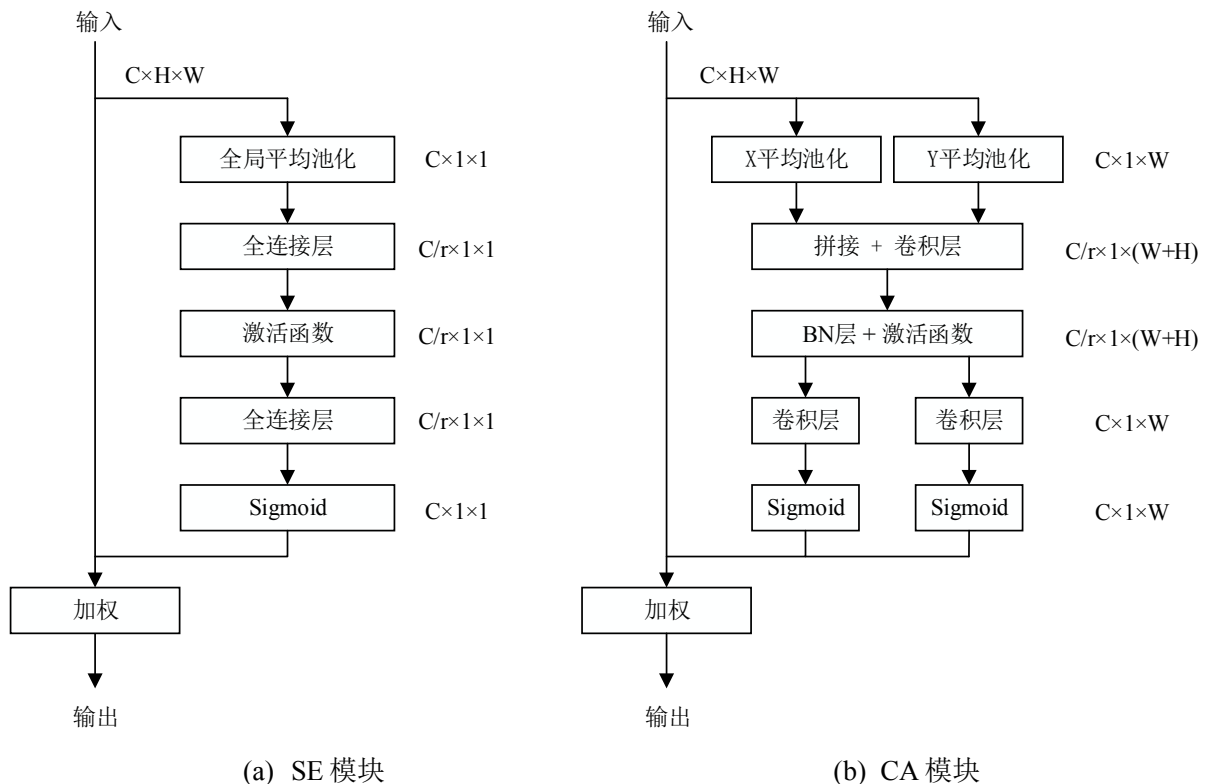 输入
C×H×W
全局平均池化 C×1×1
全连接层 C/r×1×1
激活函数 C/r×1×1
全连接层 C/r×1×1
Sigmoid C×1×1
加权
输出
(a) SE 模块
输入
C×H×W
X平均池化 Y平均池化 C×1×W
拼接 + 卷积层 C/r×1×(W+H)
BN层 + 激活函数 C/r×1×(W+H)
卷积层 卷积层 C×1×W
Sigmoid Sigmoid C×1×W
加权
输出
(b) CA 模块